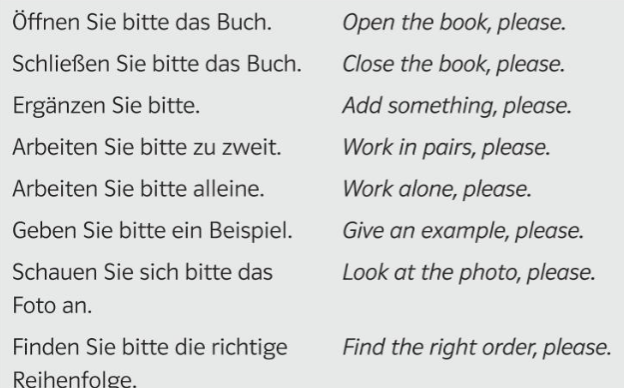 Öffnen Sie bitte das Buch. Open the book, please.
Schließen Sie bitte das Buch. Close the book, please.
Ergänzen Sie bitte. Add something, please.
Arbeiten Sie bitte zu zweit. Work in pairs, please.
Arbeiten Sie bitte alleine. Work alone, please.
Geben Sie bitte ein Beispiel. Give an example, please.
Schauen Sie sich bitte das Look at the photo, please.
Foto an.
Finden Sie bitte die richtige Find the right order, please.
Reihenfolge.